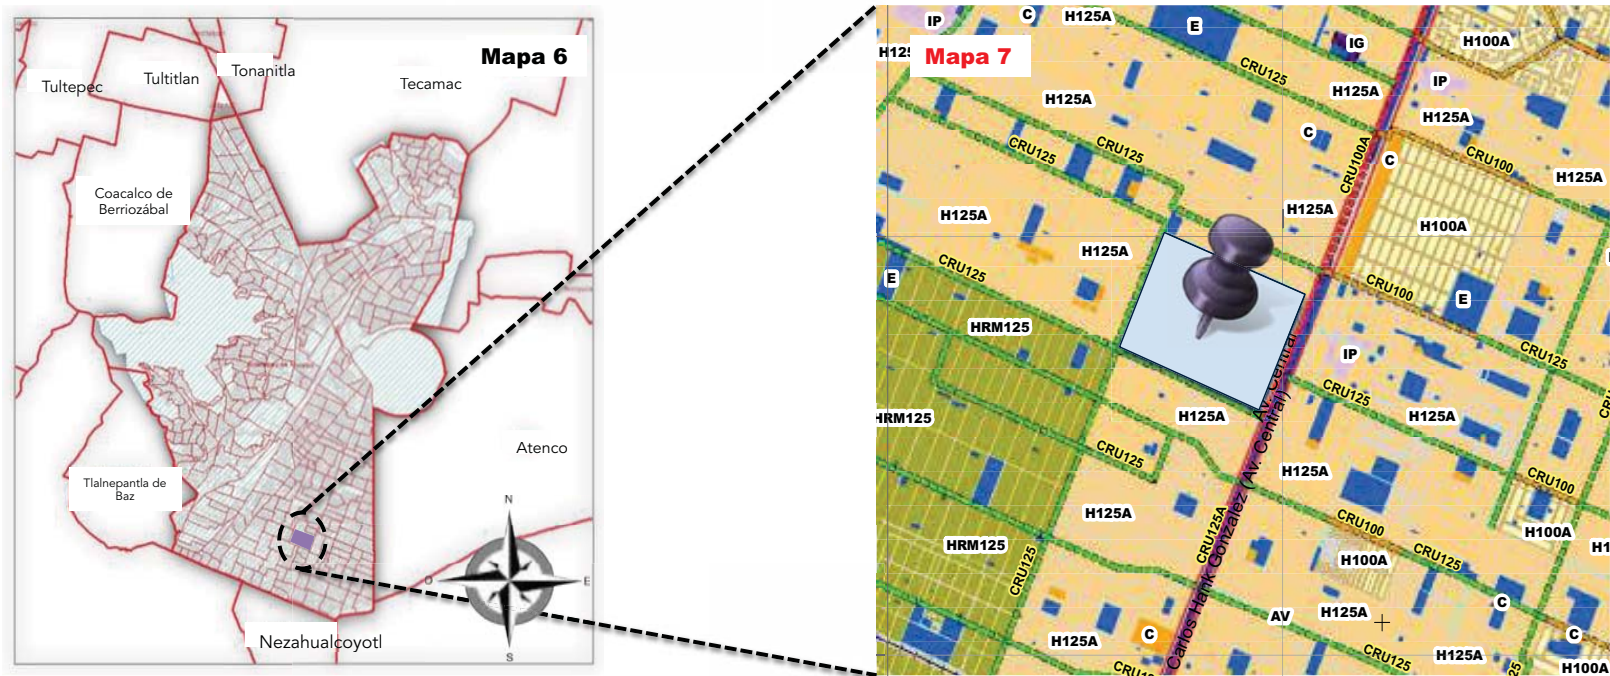 Mapa 6
Tultepec
Tultitlan
Tonanitla
Tecamac
Coacalco de
Berriozábal
Atenco
Tlalnepantla de
Baz
Nezahualcoyotl
N
O
E
S
Mapa 7
IP
C
H125A
E
IG
H100A
H125
CRU125
H125A
IP
H125A
H125A
C
CRU125
CRU125
CRU100A
C
CRU100
H125A
H125A
H125A
H100A
H125A
CRU125
E
CRU100
E
HRM125
IP
CRU125
Av. Central
CRU125
HRM125
H125A
H125A
CRU125
H125A
CRU100
H125A
CRU125A
Carlos Hank González (Av. Central)
CRU100
H100A
HRM125
CRU125
H100A
CRU125
H1
AV
H125A
C
H125A
C
C
CRU125
H125A
H100A